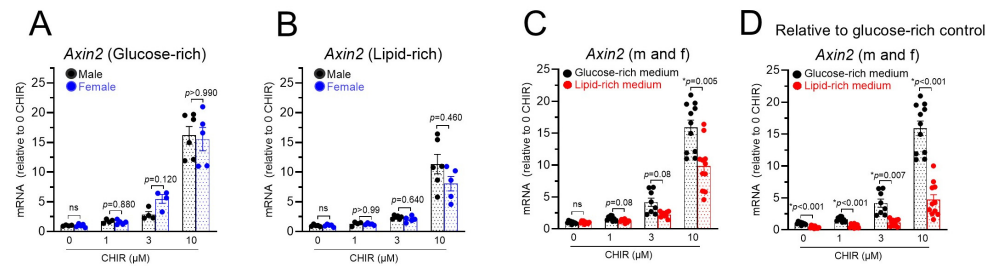 A
Axin2 (Glucose-rich)
mRNA (relative to 0 CHIR)
25
20
15
10
5
0
Male
Female
ns
p=0.880
p=0.120
p>0.990
0 1 3 10
CHIR (µM)
B
Axin2 (Lipid-rich)
mRNA (relative to 0 CHIR)
25
20
15
10
5
0
Male
Female
ns
p>0.99
p=0.640
p=0.460
0 1 3 10
CHIR (µM)
C
Axin2 (m and f)
mRNA (relative to 0 CHIR)
25
20
15
10
5
0
Glucose-rich medium
Lipid-rich medium
*p=0.005
ns
p=0.08
p=0.08
0 1 3 10
CHIR (µM)
D
Relative to glucose-rich control
Axin2 (m and f)
mRNA (relative to 0 CHIR)
25
20
15
10
5
0
Glucose-rich medium
Lipid-rich medium
*p<0.001
*p<0.001
*p=0.007
*p<0.001
0 1 3 10
CHIR (µM)